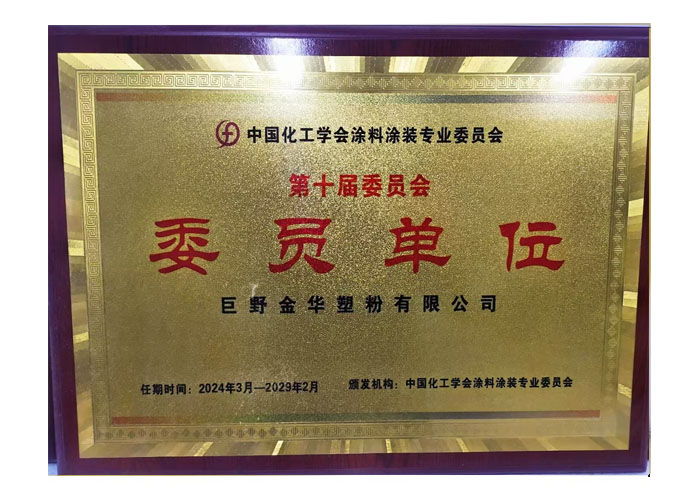 中国化工学会涂料涂装专业委员会
第十届委员会
委员单位
巨野金华塑粉有限公司
任期时间：2024年3月—2029年2月 颁发机构：中国化工学会涂料涂装专业委员会